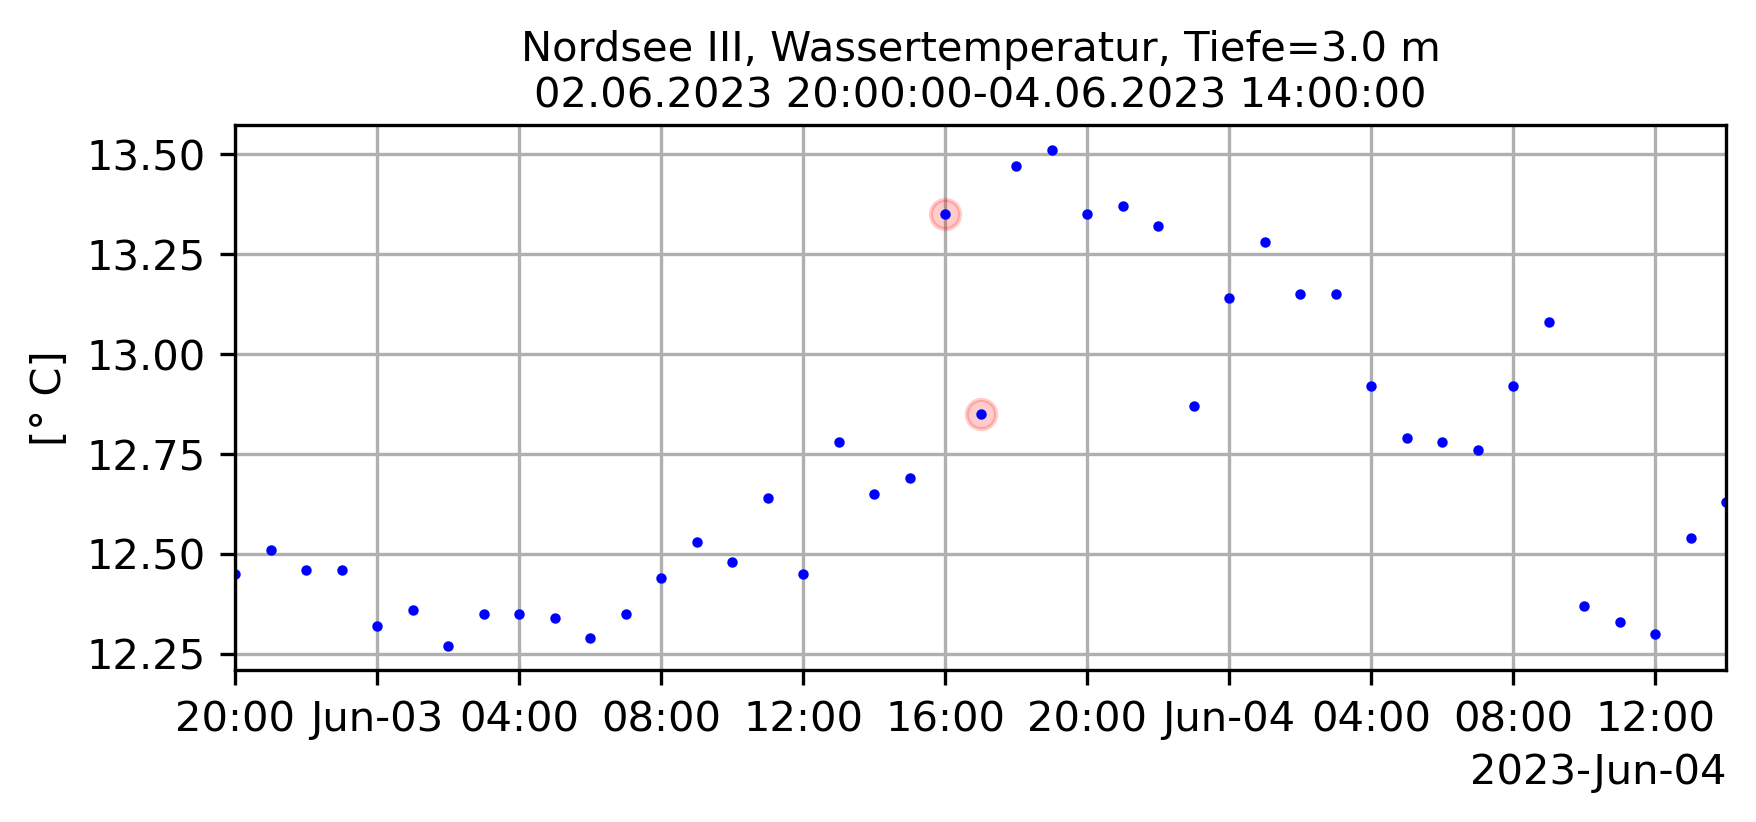 Nordsee III, Wassertemperatur, Tiefe=3.0 m
02.06.2023 20:00:00-04.06.2023 14:00:00
[° C]
13.50
13.25
13.00
12.75
12.50
12.25
20:00 Jun-03 04:00 08:00 12:00 16:00 20:00 Jun-04 04:00 08:00 12:00
2023-Jun-04